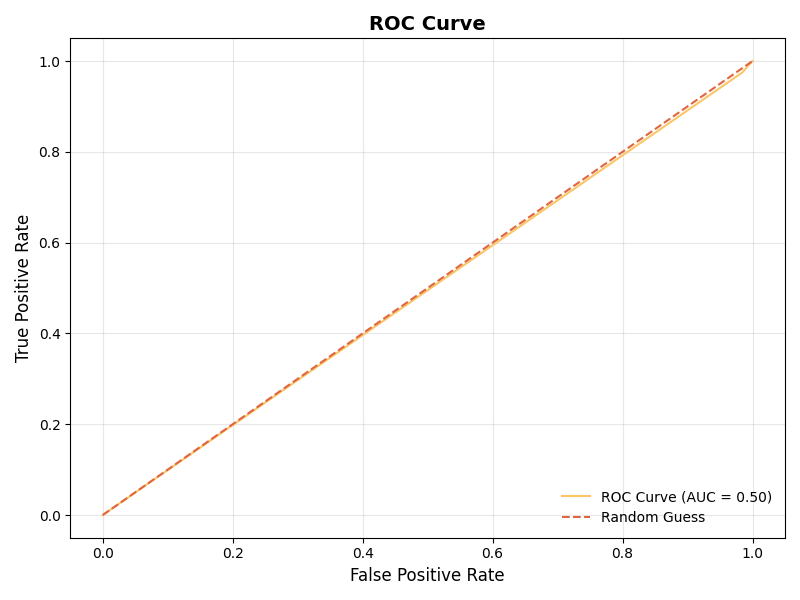 ROC Curve
True Positive Rate
1.0
0.8
0.6
0.4
0.2
0.0
0.0 0.2 0.4 0.6 0.8 1.0
False Positive Rate
ROC Curve (AUC = 0.50)
Random Guess